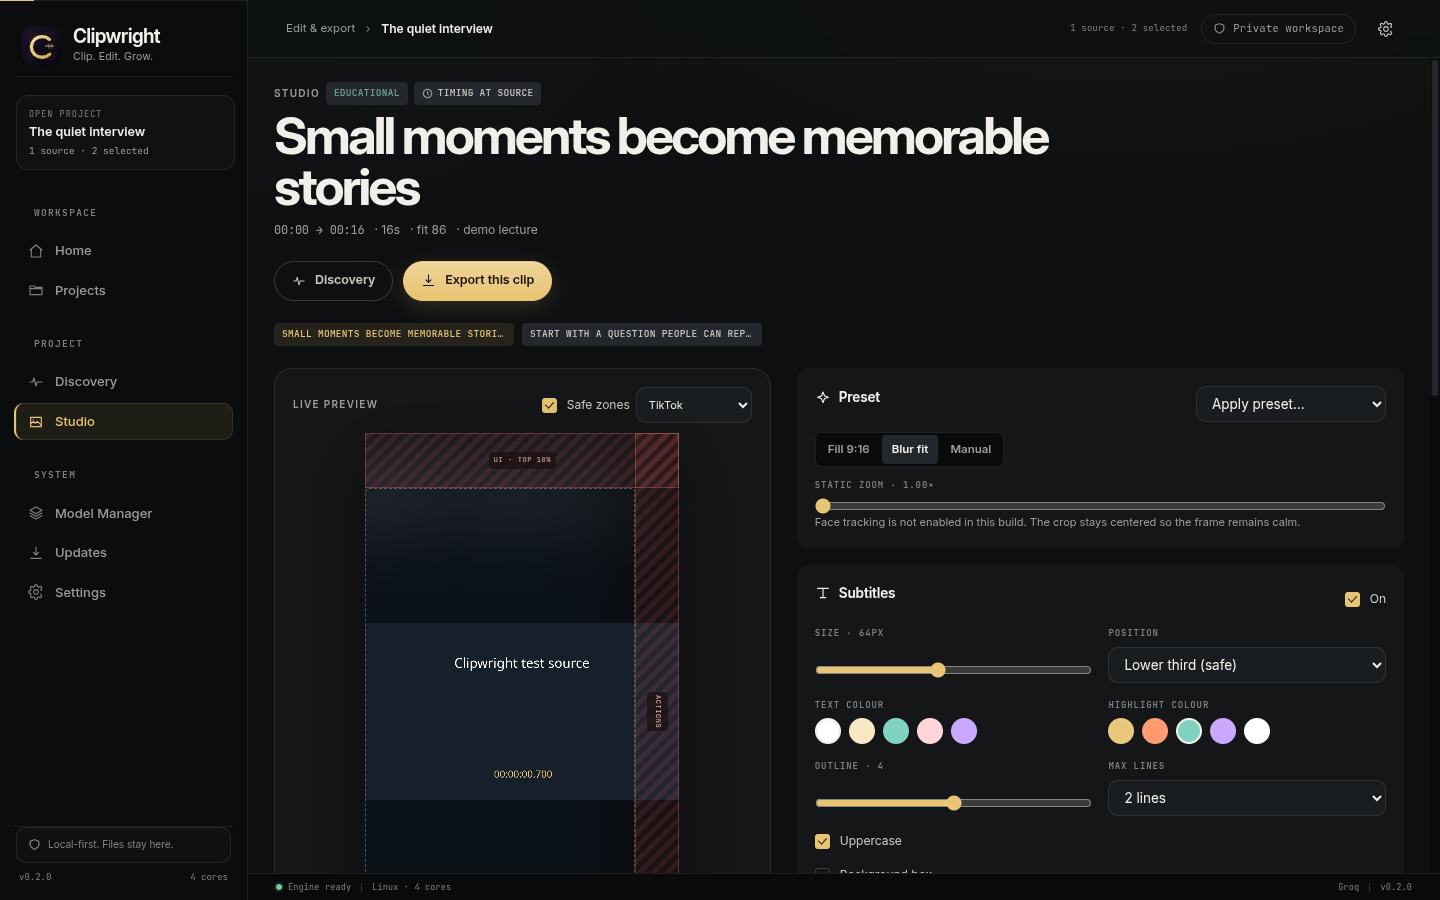 Clipwright
Clip. Edit. Grow.
OPEN PROJECT
The quiet interview
1 source · 2 selected
WORKSPACE
Home
Projects
PROJECT
Discovery
Studio
SYSTEM
Model Manager
Updates
Settings
Local-first. Files stay here.
v0.2.0 4 cores
Edit & export › The quiet interview
1 source · 2 selected Private workspace
STUDIO EDUCATIONAL TIMING AT SOURCE
Small moments become memorable
stories
00:00 → 00:16 · 16s · fit 86 · demo lecture
Discovery Export this clip
SMALL MOMENTS BECOME MEMORABLE STORI… START WITH A QUESTION PEOPLE CAN REP…
LIVE PREVIEW Safe zones TikTok
UI · TOP 10%
Clipwright test source
ACTIONS
00:00:00.700
Preset Apply preset...
Fill 9:16 Blur fit Manual
STATIC ZOOM · 1.00×
Face tracking is not enabled in this build. The crop stays centered so the frame remains calm.
Subtitles On
SIZE · 64PX POSITION
Lower third (safe)
TEXT COLOUR HIGHLIGHT COLOUR
OUTLINE · 4 MAX LINES
2 lines
Uppercase
Background box
Engine ready | Linux · 4 cores Groq | v0.2.0